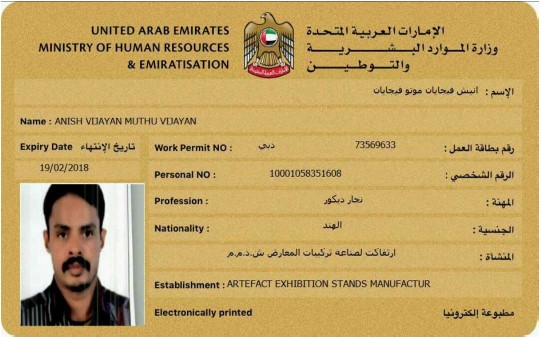 UNITED ARAB EMIRATES
MINISTRY OF HUMAN RESOURCES
& EMIRATISATION
الإمارات العربية المتحدة
وزارة الموارد البشرية
والتوطين
الإسم : انيش فيجايان موتو فيجايان
Name : ANISH VIJAYAN MUTHU VIJAYAN
Expiry Date تاريخ الإنتهاء
19/02/2018
Work Permit NO : دبي 73569633 رقم بطاقة العمل :
Personal NO : 10001058351608 الرقم الشخصي :
Profession : نجار ديكور المهنة :
Nationality : الهند الجنسية :
ارتفاكت لصناعة تركيبات المعارض ش.ذ.م.م المنشأة :
Establishment : ARTEFACT EXHIBITION STANDS MANUFACTUR
Electronically printed مطبوعة إلكترونيا